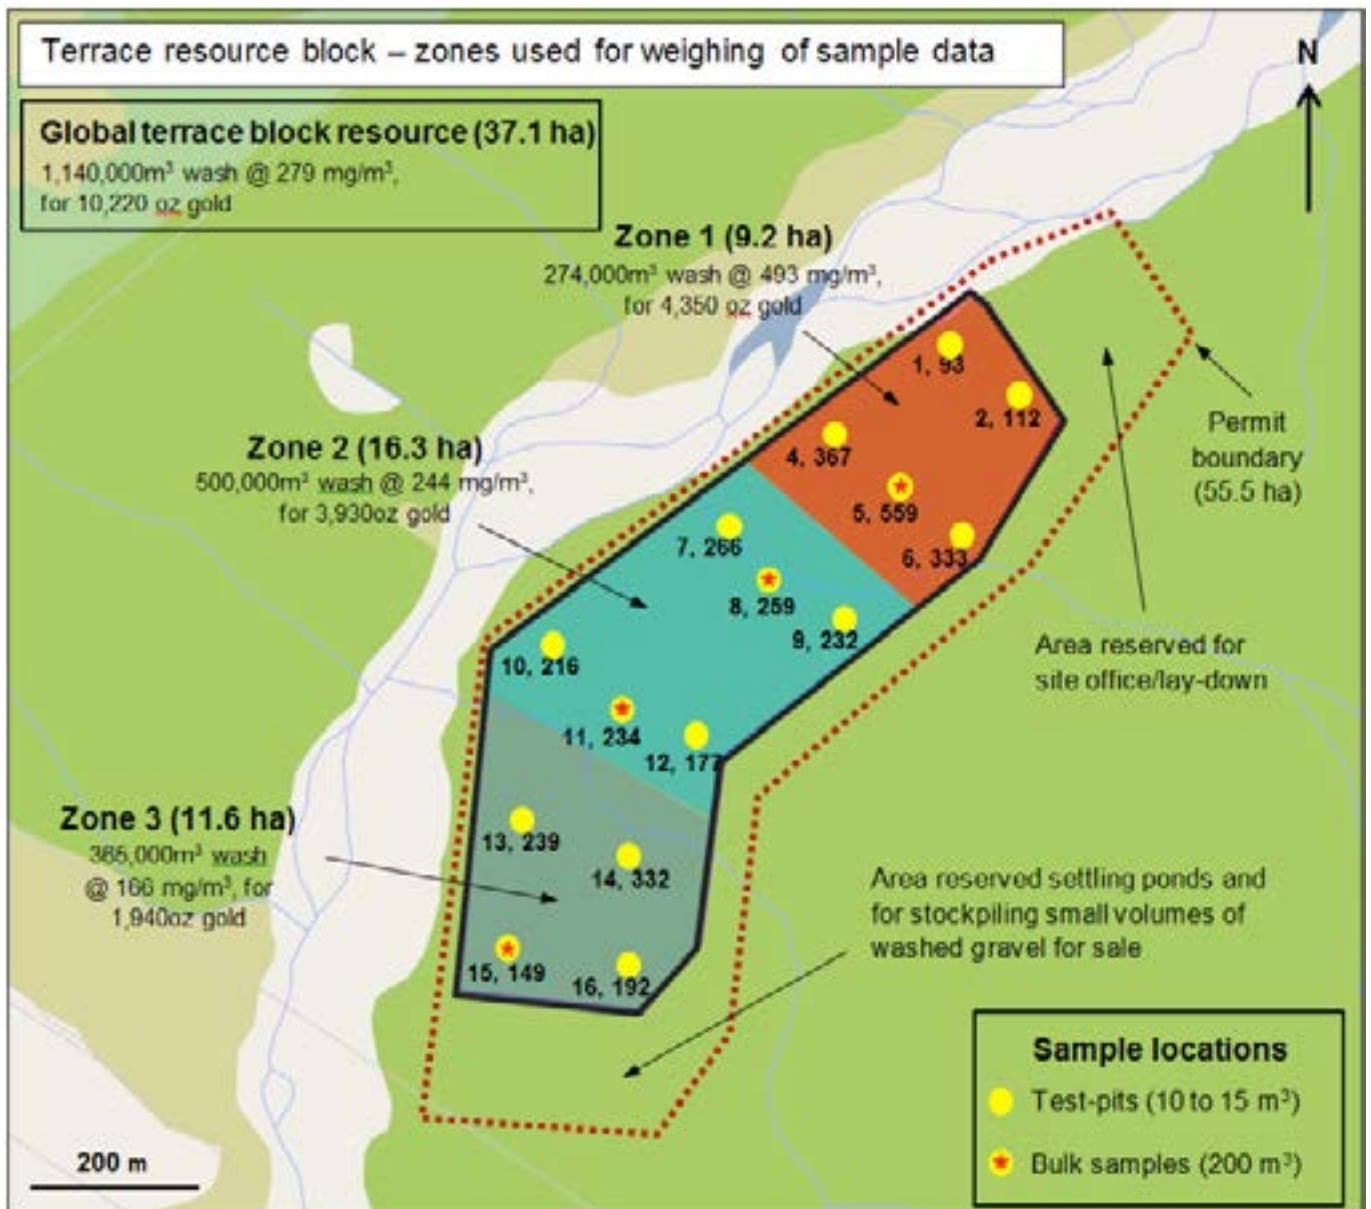 Terrace resource block – zones used for weighing of sample data
N
Global terrace block resource (37.1 ha)
1,140,000m³ wash @ 279 mg/m³,
for 10,220 oz gold
Zone 1 (9.2 ha)
274,000m³ wash @ 493 mg/m³,
for 4,350 oz gold
1, 93
2, 112
4, 367
5, 559
6, 333
Permit
boundary
(55.5 ha)
Zone 2 (16.3 ha)
500,000m³ wash @ 244 mg/m³,
for 3,930oz gold
7, 266
8, 259
9, 232
10, 216
11, 234
12, 177
Area reserved for
site office/lay-down
Zone 3 (11.6 ha)
365,000m³ wash
@ 166 mg/m³, for
1,940oz gold
13, 239
14, 332
15, 149
16, 192
Area reserved settling ponds and
for stockpiling small volumes of
washed gravel for sale
Sample locations
Test-pits (10 to 15 m³)
Bulk samples (200 m³)
200 m